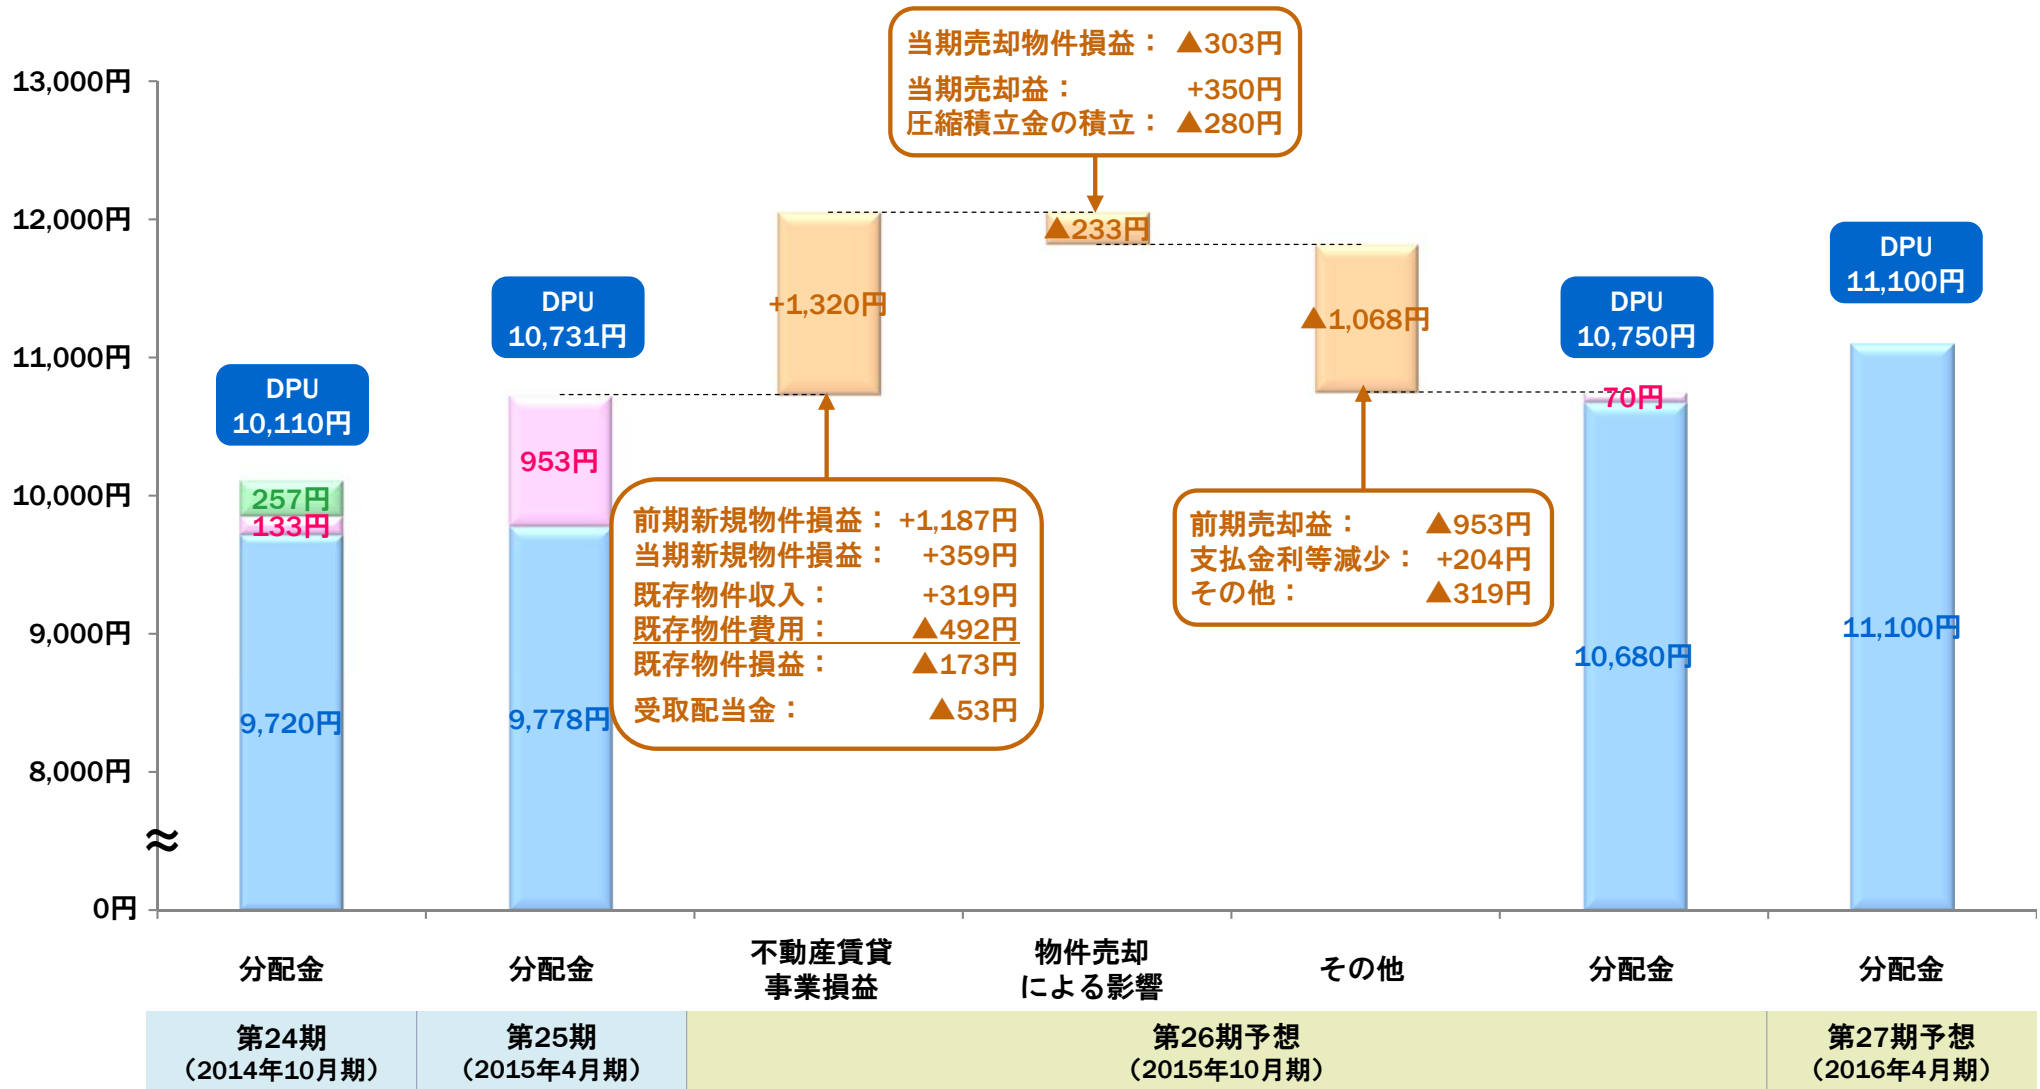 13,000円
12,000円
11,000円
10,000円
9,000円
8,000円
0円
DPU
10,110円
257円
133円
9,720円
DPU
10,731円
953円
9,778円
+1,320円
前期新規物件損益： +1,187円
当期新規物件損益： +359円
既存物件収入： +319円
既存物件費用： ▲492円
既存物件損益： ▲173円
受取配当金： ▲53円
当期売却物件損益： ▲303円
当期売却益： +350円
圧縮積立金の積立： ▲280円
▲233円
▲1,068円
前期売却益： ▲953円
支払金利等減少： +204円
その他： ▲319円
DPU
10,750円
70円
10,680円
DPU
11,100円
11,100円
分配金
分配金
不動産賃貸
事業損益
物件売却
による影響
その他
分配金
分配金
第24期
（2014年10月期）
第25期
（2015年4月期）
第26期予想
（2015年10月期）
第27期予想
（2016年4月期）